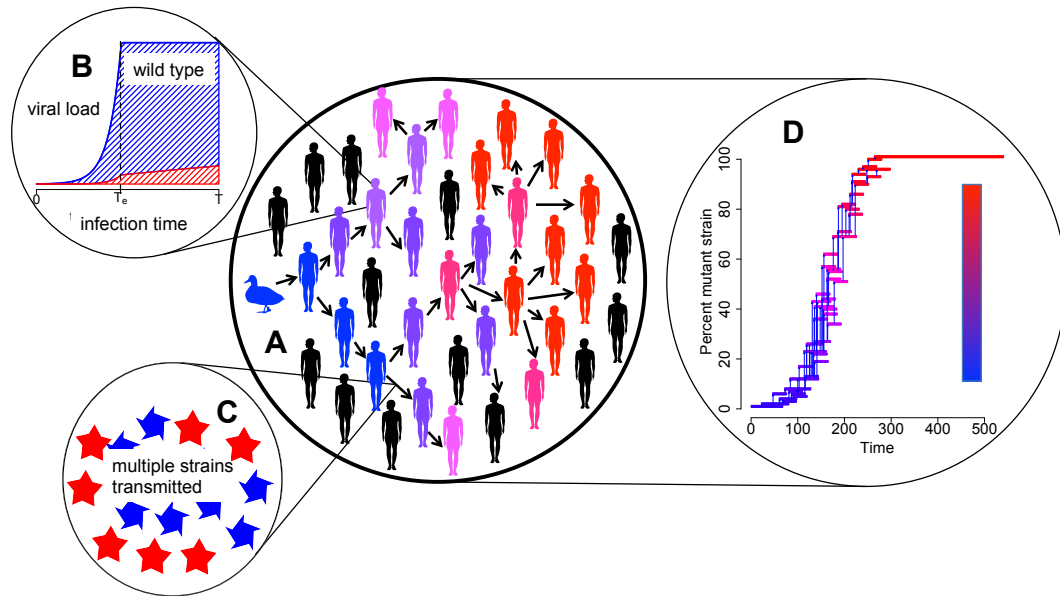 B
wild type
viral load
0
T
e
T
infection time
A
C
multiple strains
transmitted
D
Percent mutant strain
0
20
40
60
80
100
0
100
200
300
400
500
Time